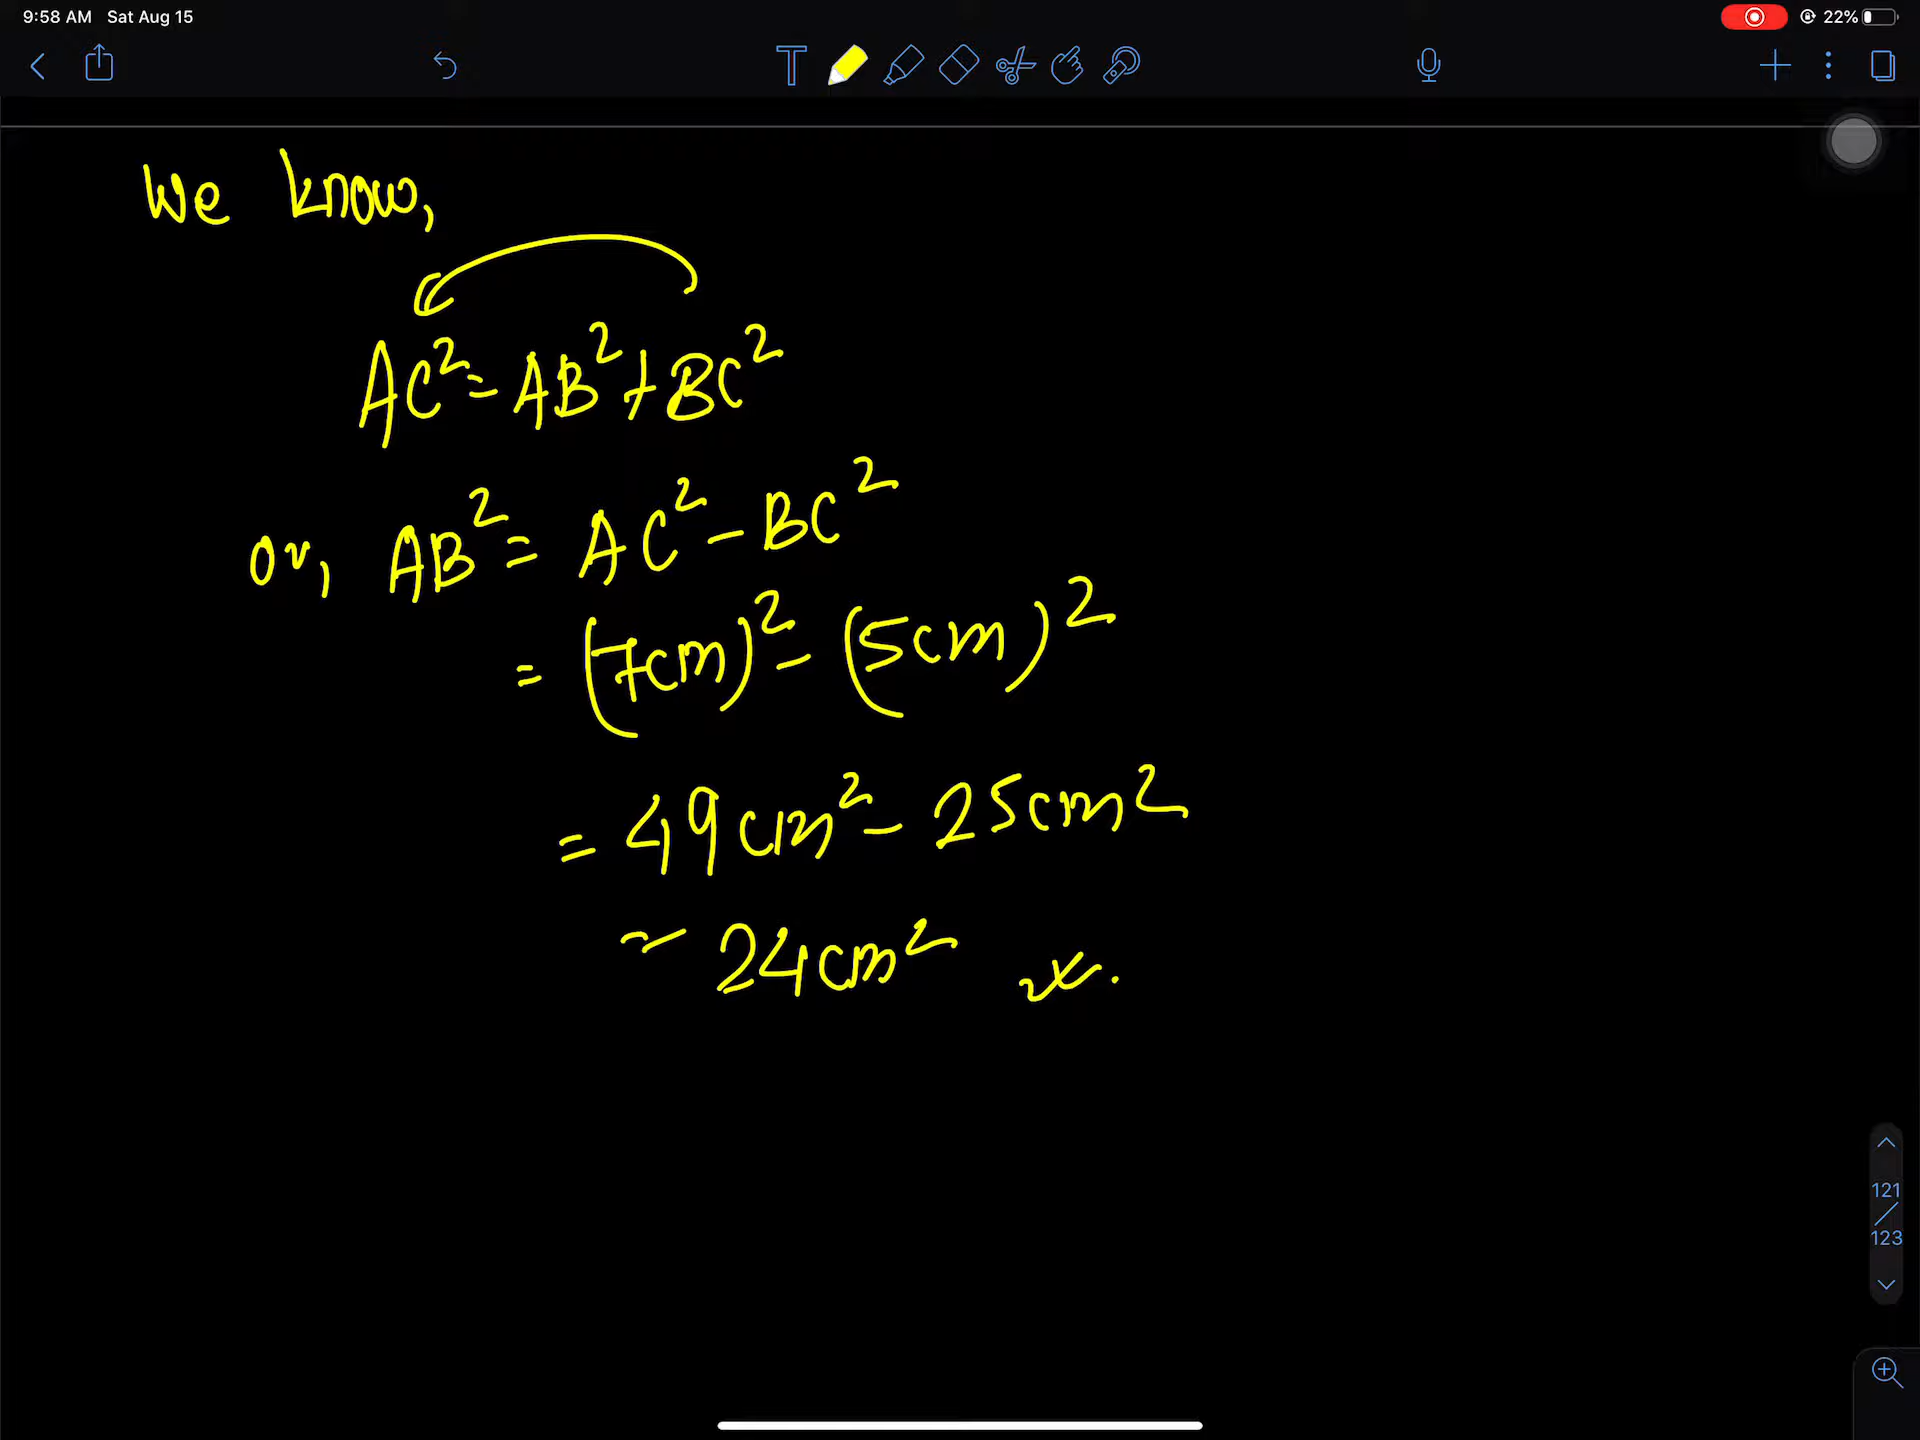 9:58 AM Sat Aug 15 22%
T
We know,
AC²=AB²+BC²
or, AB²= AC²-BC²
= (7cm)²- (5cm)²
= 49cm²- 25cm²
≃ 24cm²
121
/
123